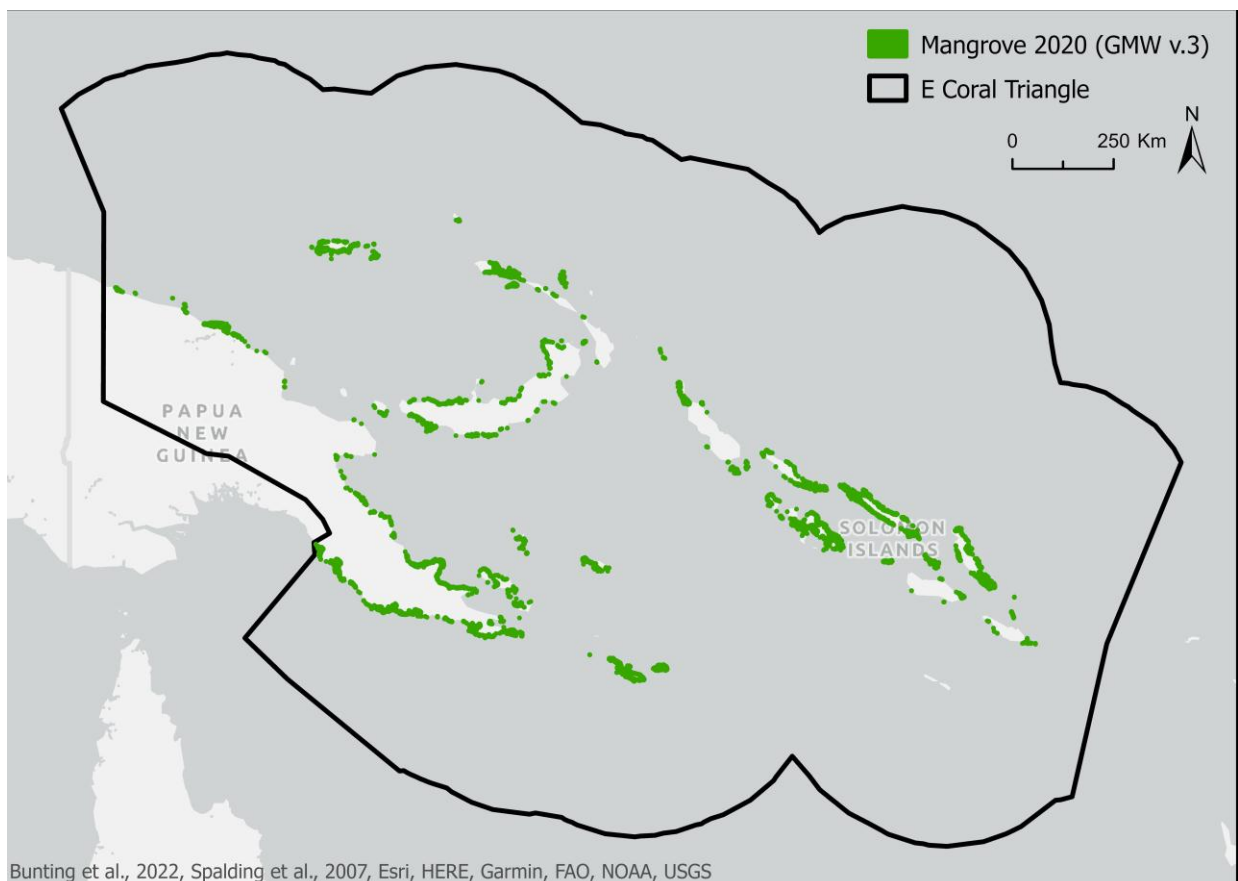 Mangrove 2020 (GMW v.3)
E Coral Triangle
N
0 250 Km
PAPUA
NEW
GUINEA
SOLOMON
ISLANDS
Bunting et al., 2022, Spalding et al., 2007, Esri, HERE, Garmin, FAO, NOAA, USGS